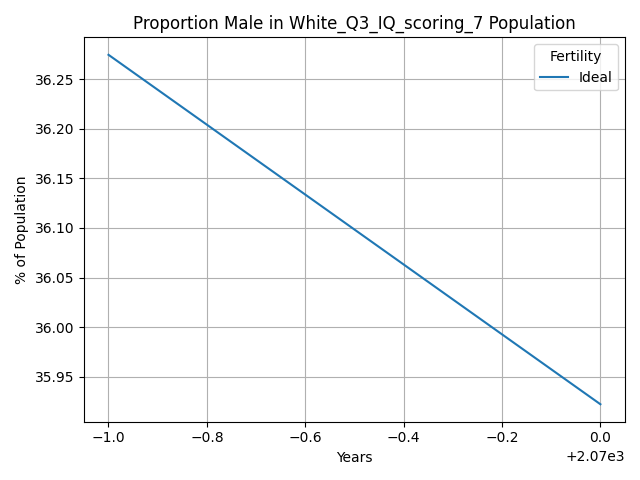 Proportion Male in White_Q3_IQ_scoring_7 Population
Fertility
Ideal
36.25
36.20
36.15
36.10
36.05
36.00
35.95
% of Population
−1.0 −0.8 −0.6 −0.4 −0.2 0.0
+2.07e3
Years